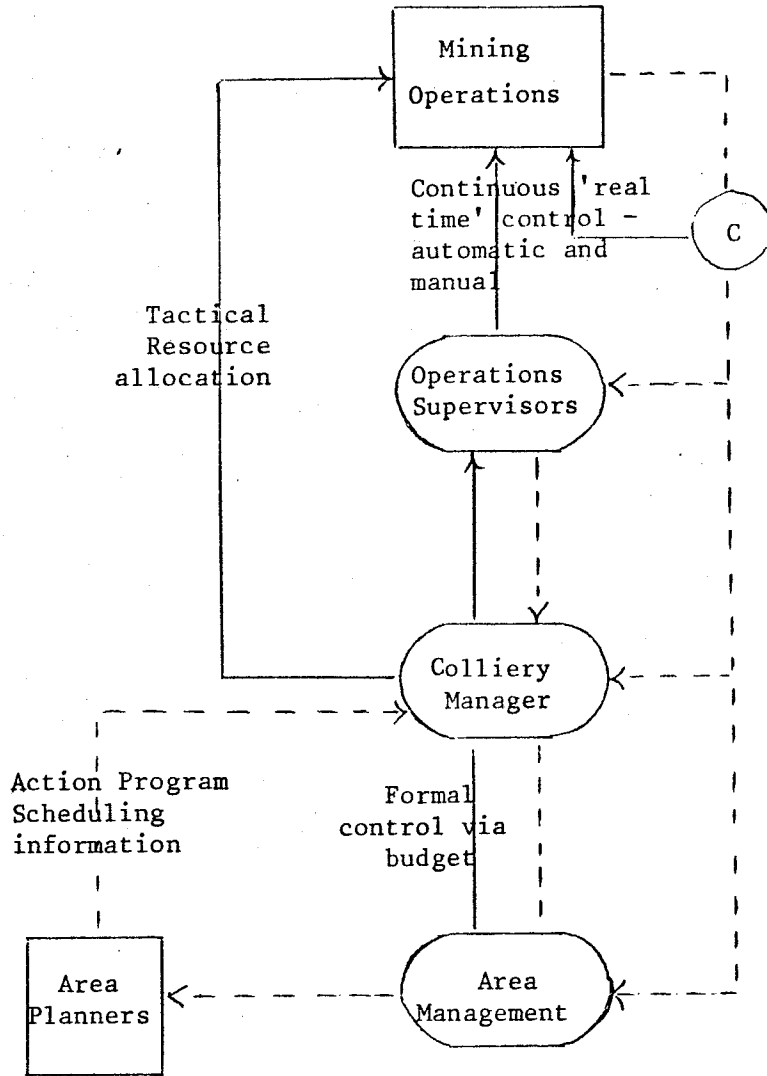 Mining
Operations
Continuous 'real
time' control -
automatic and
manual
C
Tactical
Resource
allocation
Operations
Supervisors
Colliery
Manager
Action Program
Scheduling
information
Formal
control via
budget
Area
Planners
Area
Management